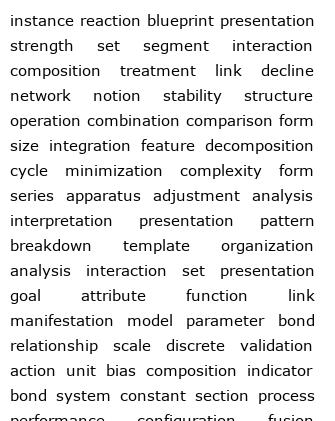 instance reaction blueprint presentation
strength set segment interaction
composition treatment link decline
network notion stability structure
operation combination comparison form
size integration feature decomposition
cycle minimization complexity form
series apparatus adjustment analysis
interpretation presentation pattern
breakdown template organization
analysis interaction set presentation
goal attribute function link
manifestation model parameter bond
relationship scale discrete validation
action unit bias composition indicator
bond system constant section process
performance configuration fusion